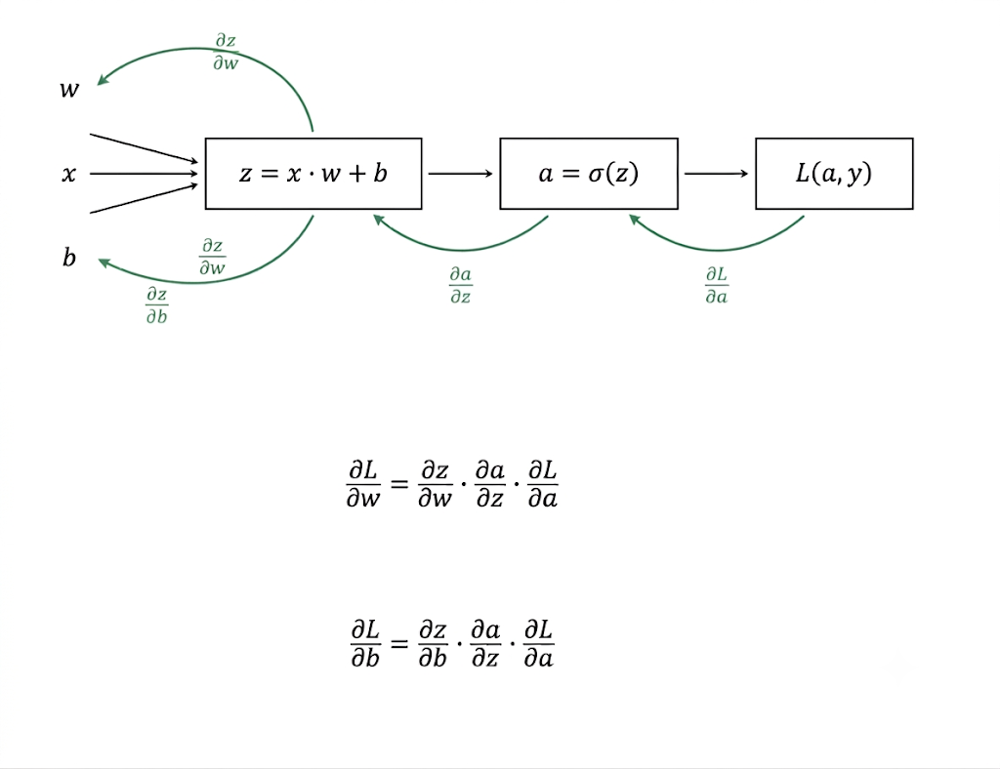 ∂z/∂w
w
x
z = x · w + b
a = σ(z)
L(a, y)
b
∂z/∂w
∂z/∂b
∂a/∂z
∂L/∂a
∂L/∂w = ∂z/∂w · ∂a/∂z · ∂L/∂a
∂L/∂b = ∂z/∂b · ∂a/∂z · ∂L/∂a